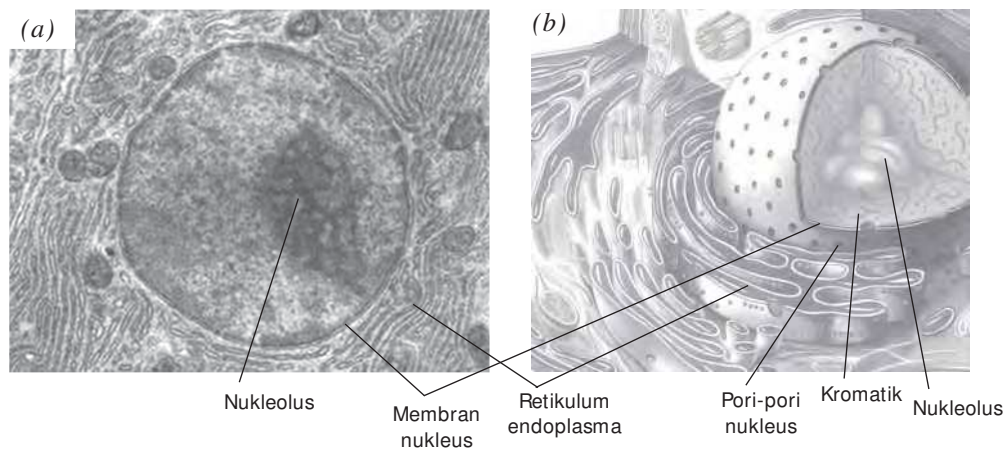 (a)
(b)
Nukleolus
Membran
nukleus
Retikulum
endoplasma
Pori-pori
nukleus
Kromatik
Nukleolus